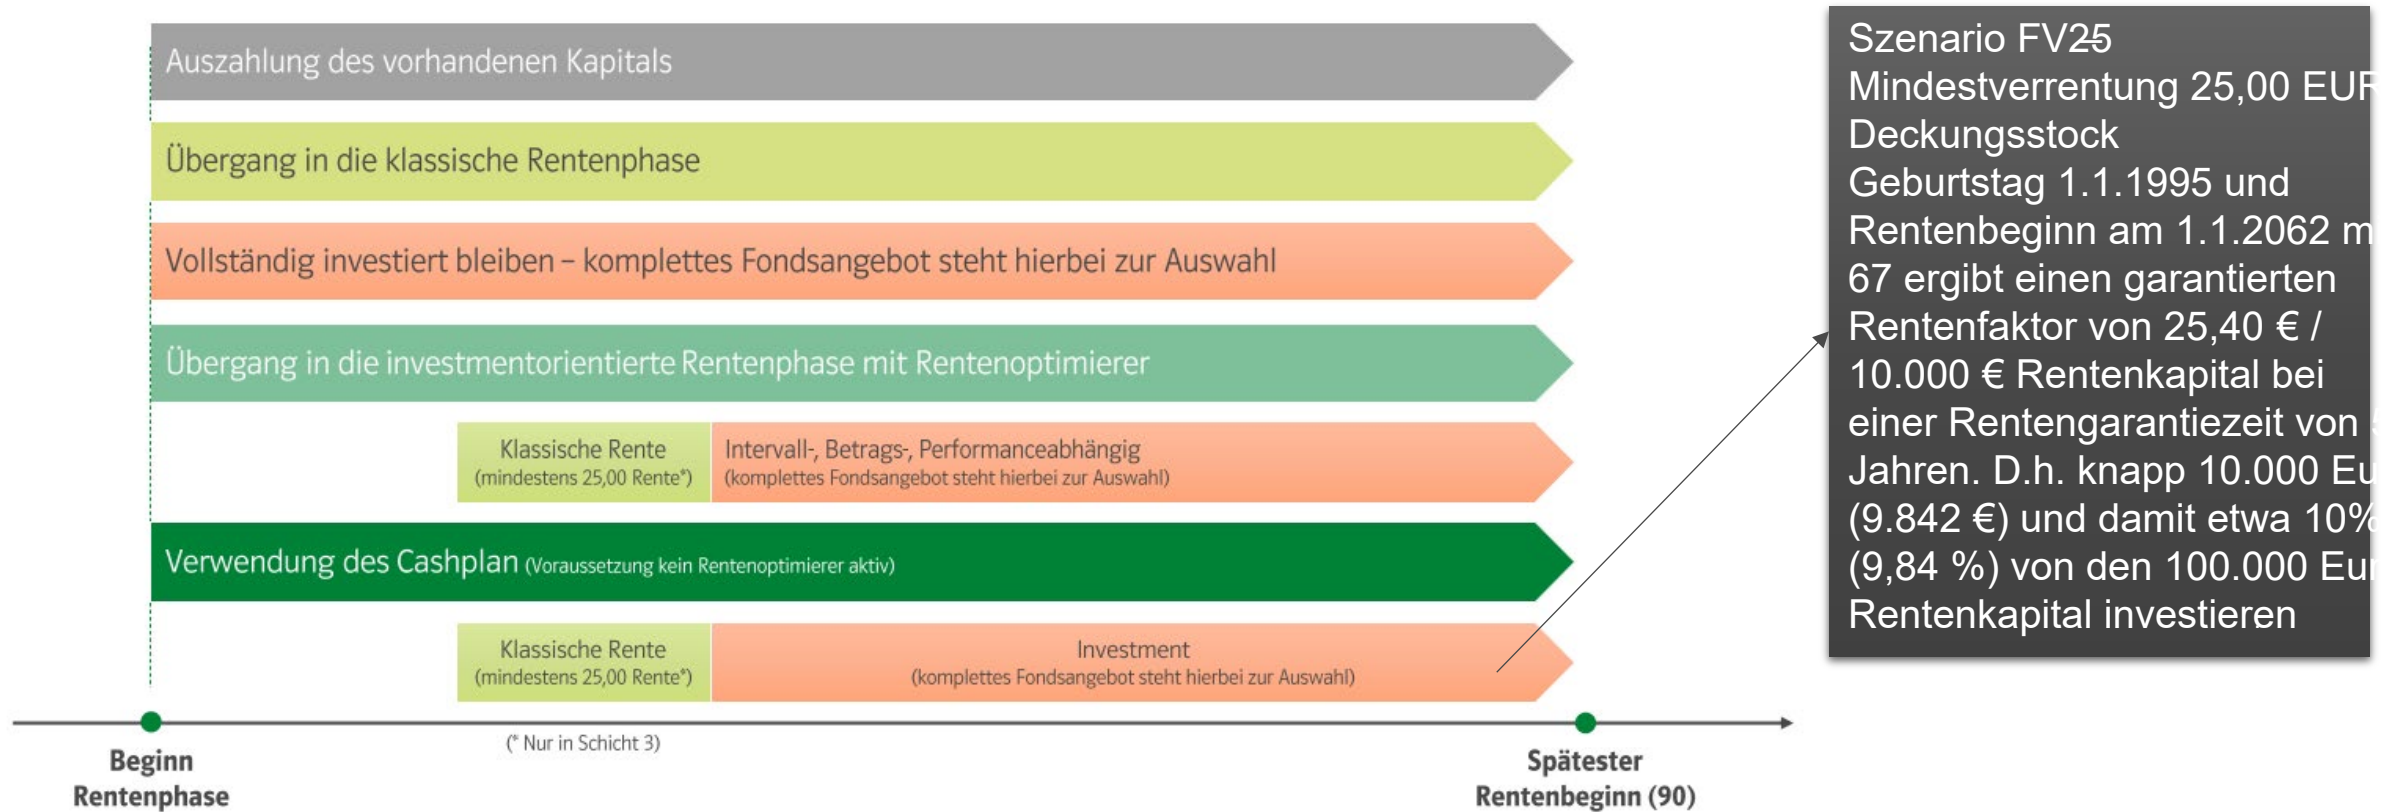 Auszahlung des vorhandenen Kapitals
Übergang in die klassische Rentenphase
Vollständig investiert bleiben – komplettes Fondsangebot steht hierbei zur Auswahl
Übergang in die investmentorientierte Rentenphase mit Rentenoptimierer
Klassische Rente
(mindestens 25,00 Rente*)
Intervall-, Betrags-, Performanceabhängig
(komplettes Fondsangebot steht hierbei zur Auswahl)
Verwendung des Cashplan (Voraussetzung kein Rentenoptimierer aktiv)
Klassische Rente
(mindestens 25,00 Rente*)
Investment
(komplettes Fondsangebot steht hierbei zur Auswahl)
(* Nur in Schicht 3)
Beginn
Rentenphase
Spätester
Rentenbeginn (90)
Szenario FV25
Mindestverrentung 25,00 EUR
Deckungsstock
Geburtstag 1.1.1995 und
Rentenbeginn am 1.1.2062 m
67 ergibt einen garantierten
Rentenfaktor von 25,40 € /
10.000 € Rentenkapital bei
einer Rentengarantiezeit von 5
Jahren. D.h. knapp 10.000 Eu
(9.842 €) und damit etwa 10%
(9,84 %) von den 100.000 Eur
Rentenkapital investieren